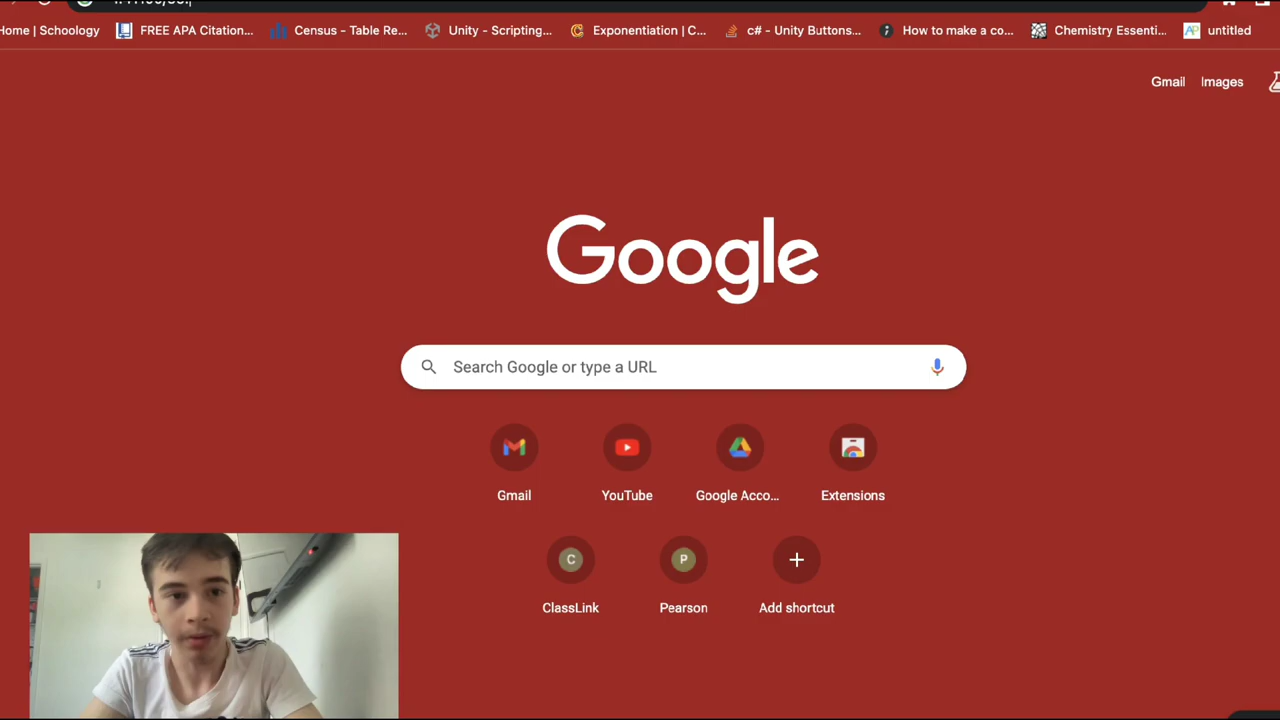 Home | Schoology FREE APA Citation... Census - Table Re... Unity - Scripting... Exponentiation | C... c# - Unity Buttons... How to make a co... Chemistry Essenti... AP untitled
Gmail Images
Google
Search Google or type a URL
Gmail YouTube Google Acco... Extensions
C P
ClassLink Pearson Add shortcut